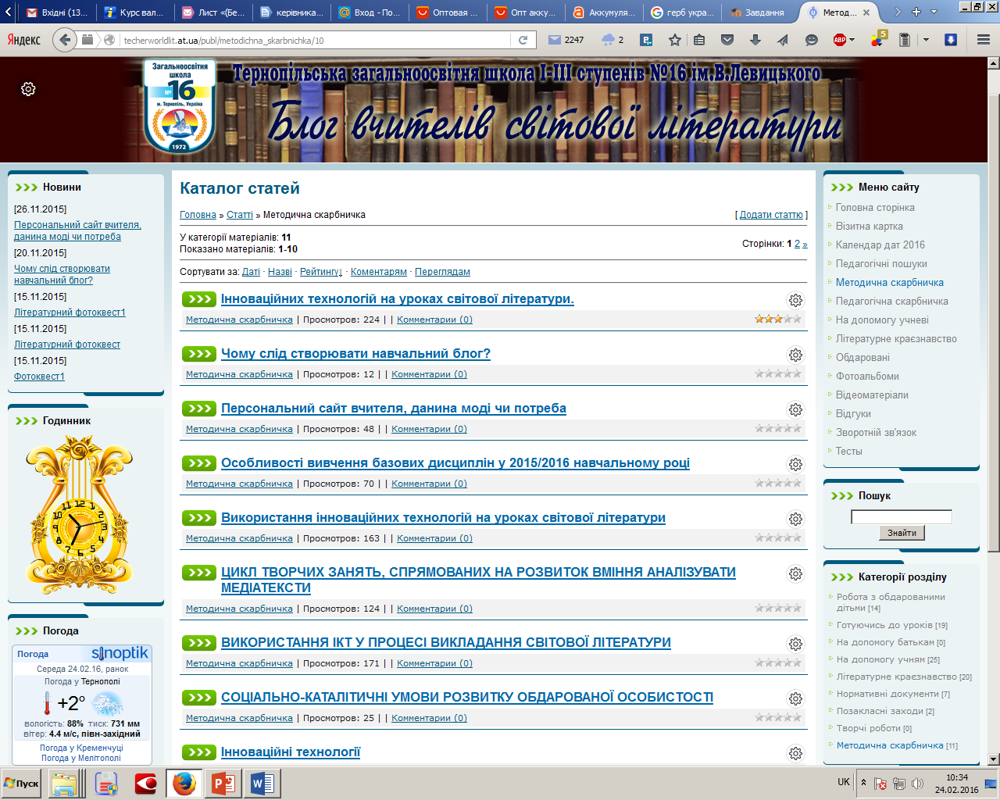 Вхідні (13...
Курс вал...
Лист «(Бе...
керівника...
Вход - По...
Оптовая ...
Опт акку...
Аккумуля...
герб укра...
Завдання
Метод...
Яндекс
techerworldlit.at.ua/publ/metodichna_skarbnichka/10
2247
2
ABP
5
Загальноосвітня
школа
№16
м. Тернопіль, Україна
1972
Тернопільська загальноосвітня школа І-ІІІ ступенів №16 ім.В.Левицького
Блог вчителів світової літератури
Новини
[26.11.2015]
Персональний сайт вчителя,
данина моді чи потреба
[20.11.2015]
Чому слід створювати
навчальний блог?
[15.11.2015]
Літературний фотоквест1
[15.11.2015]
Літературний фотоквест
[15.11.2015]
Фотоквест1
Годинник
12 1 2 3 4 5 6 7 8 9 10 11
Погода
Погода
sinoptik
Середа 24.02.16, ранок
Погода у Тернополі
+2°
вологість: 88% тиск: 731 мм
вітер: 4.4 м/с, півн-західний
Погода у Кременчуці
Погода у Мелітополі
Каталог статей
Головна » Статті » Методична скарбничка
[ Додати статтю ]
У категорії матеріалів: 11
Показано матеріалів: 1-10
Сторінки: 1 2 »
Сортувати за: Даті · Назві · Рейтингу↓ · Коментарям · Переглядам
Інноваційних технологій на уроках світової літератури.
Методична скарбничка | Просмотров: 224 | | Комментарии (0)
Чому слід створювати навчальний блог?
Методична скарбничка | Просмотров: 12 | | Комментарии (0)
Персональний сайт вчителя, данина моді чи потреба
Методична скарбничка | Просмотров: 48 | | Комментарии (0)
Особливості вивчення базових дисциплін у 2015/2016 навчальному році
Методична скарбничка | Просмотров: 70 | | Комментарии (0)
Використання інноваційних технологій на уроках світової літератури
Методична скарбничка | Просмотров: 163 | | Комментарии (0)
ЦИКЛ ТВОРЧИХ ЗАНЯТЬ, СПРЯМОВАНИХ НА РОЗВИТОК ВМІННЯ АНАЛІЗУВАТИ
МЕДІАТЕКСТИ
Методична скарбничка | Просмотров: 124 | | Комментарии (0)
ВИКОРИСТАННЯ ІКТ У ПРОЦЕСІ ВИКЛАДАННЯ СВІТОВОЇ ЛІТЕРАТУРИ
Методична скарбничка | Просмотров: 171 | | Комментарии (0)
СОЦІАЛЬНО-КАТАЛІТИЧНІ УМОВИ РОЗВИТКУ ОБДАРОВАНОЇ ОСОБИСТОСТІ
Методична скарбничка | Просмотров: 25 | | Комментарии (0)
Інноваційні технології
Меню сайту
Головна сторінка
Візитна картка
Календар дат 2016
Педагогічні пошуки
Методична скарбничка
Педагогічна скарбничка
На допомогу учневі
Літературне краєзнавство
Обдаровані
Фотоальбоми
Відеоматеріали
Відгуки
Зворотній зв'язок
Тесты
Пошук
Знайти
Категорії розділу
Робота з обдарованими
дітьми [14]
Готуючись до уроків [19]
На допомогу батькам [0]
На допомогу учням [25]
Літературне краєзнавство [20]
Нормативні документи [7]
Позакласні заходи [2]
Творчі роботи [0]
Методична скарбничка [11]
Пуск
UK
10:34
24.02.2016